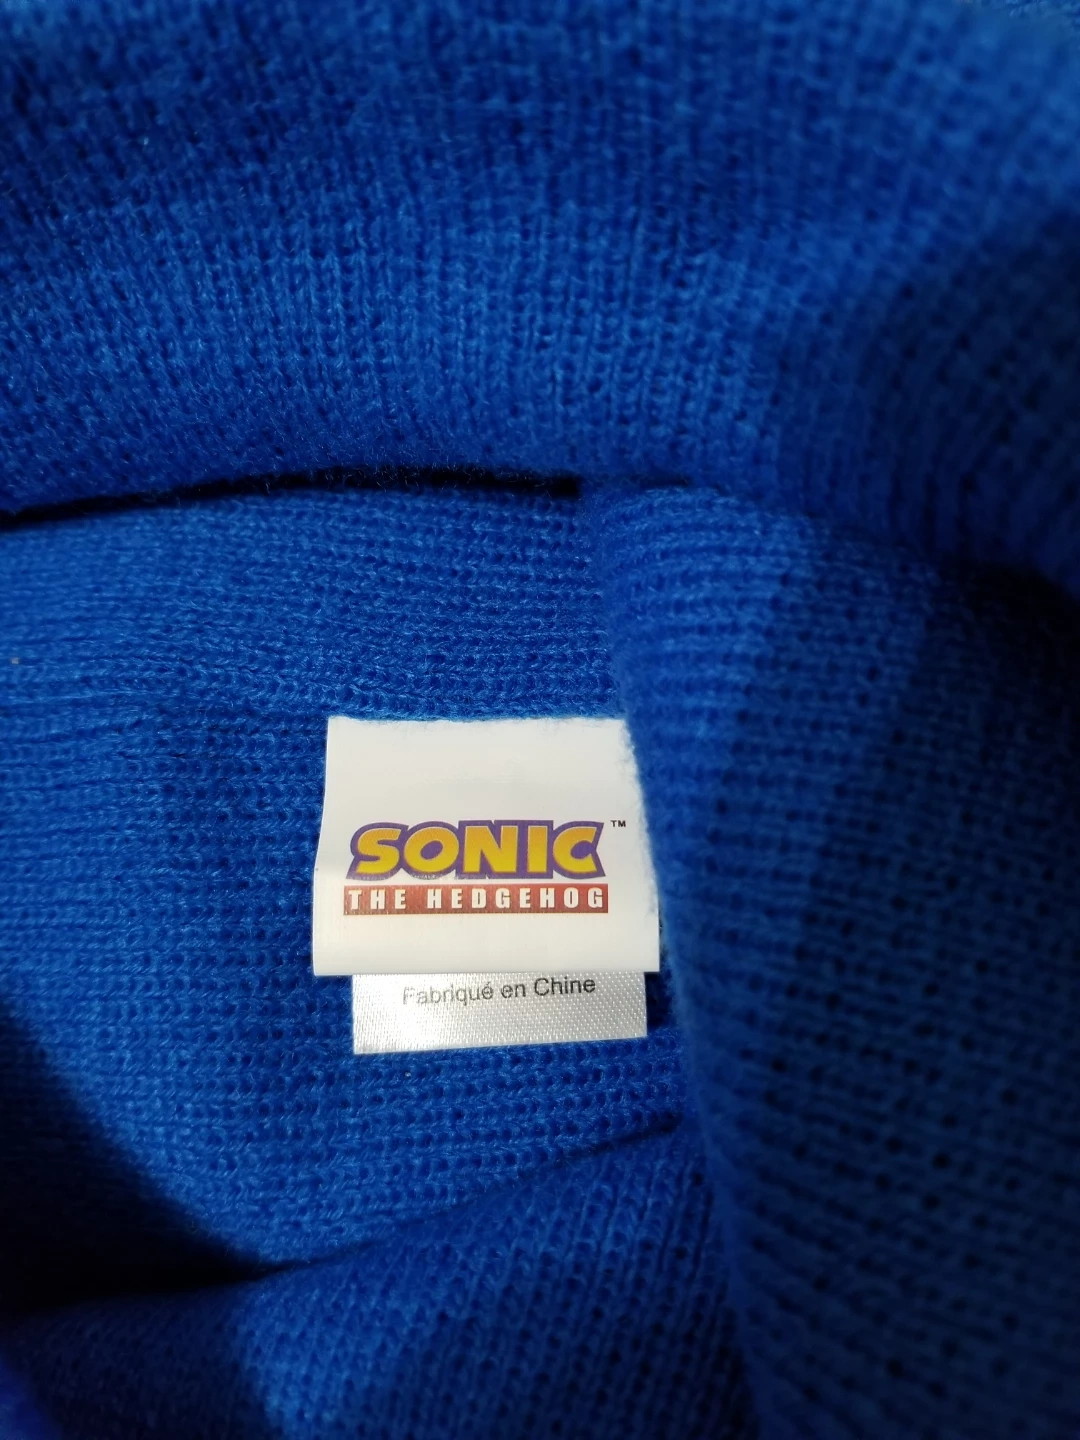 SONIC™
THE HEDGEHOG
Fabriqué en Chine